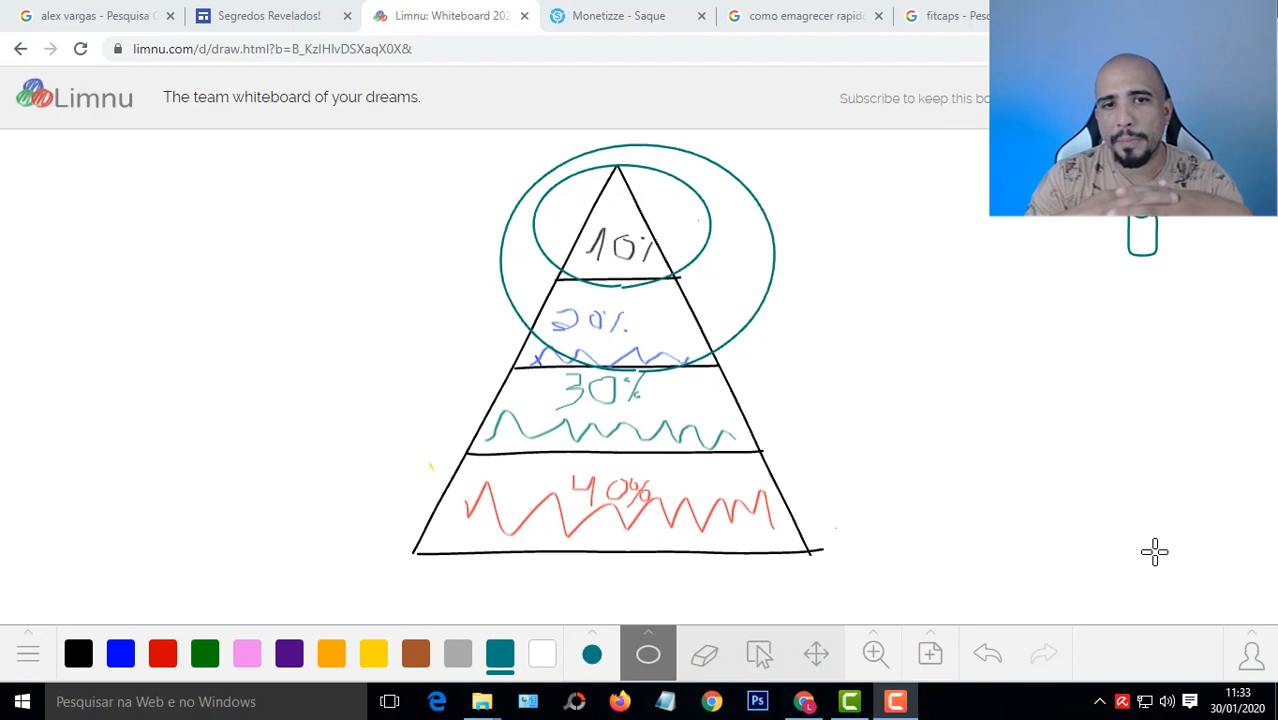 alex vargas - Pesquisa G
Segredos Revelados!
Limnu: Whiteboard 202
Monetizze - Saque
como emagrecer rapid
fitcaps - Pesq
limnu.com/d/draw.html?b=B_KzIHIvDSXaqX0X&
Limnu
The team whiteboard of your dreams.
Subscribe to keep this bo
10%
20%
30%
40%
Pesquisar na Web e no Windows
Ps
L
11:33
30/01/2020